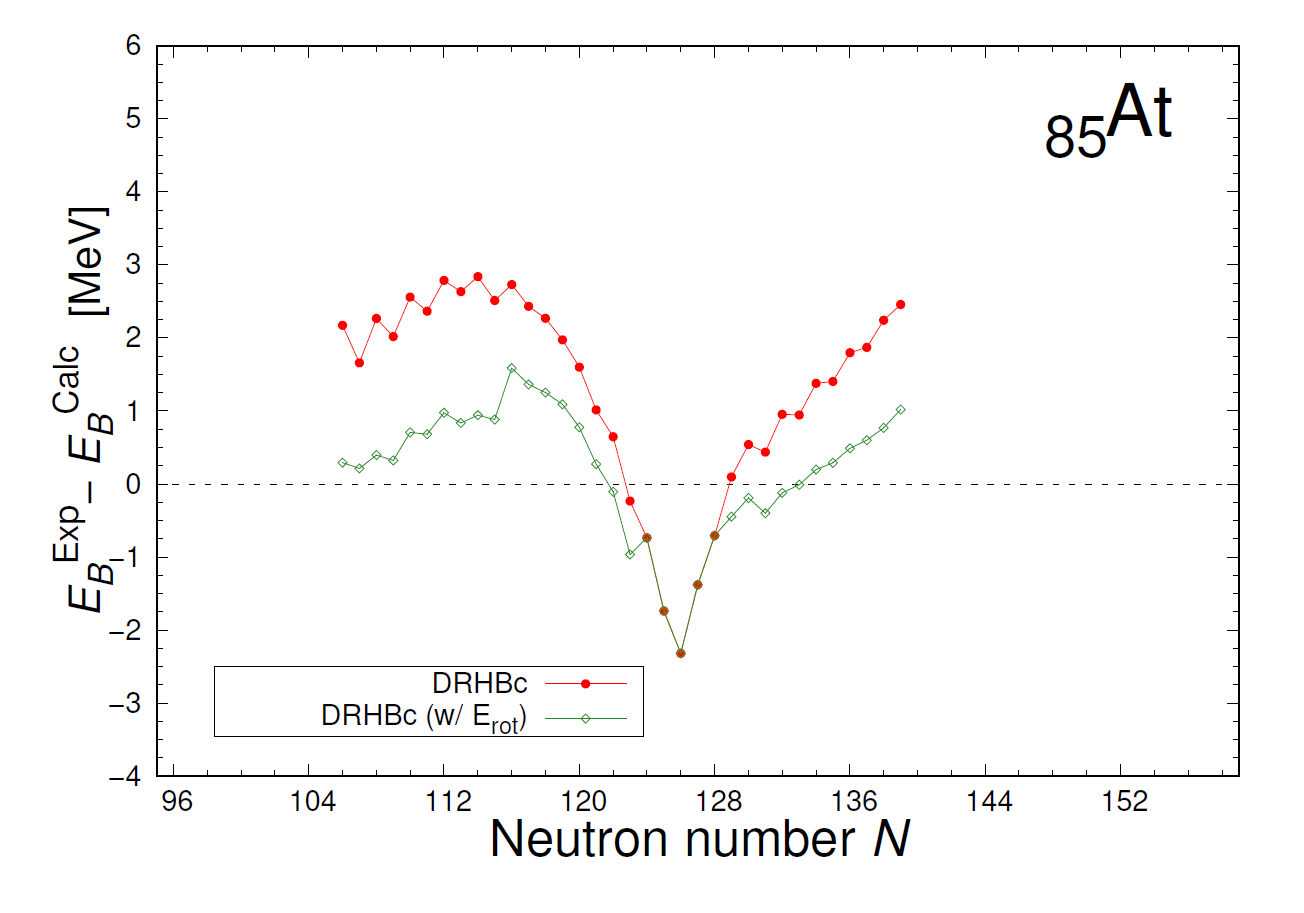 6
5
4
3
2
1
0
−1
−2
−3
−4
E_B^Exp − E_B^Calc [MeV]
₈₅At
DRHBc
DRHBc (w/ E_rot)
96 104 112 120 128 136 144 152
Neutron number N